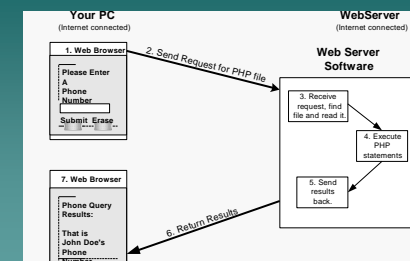 Your PC
(Internet connected)
WebServer
(Internet connected)
1. Web Browser
Please Enter
A
Phone
Number
Submit Erase
2. Send Request for PHP file
Web Server
Software
3. Receive
request, find
file and read it.
4. Execute
PHP
statements
5. Send
results
back.
6. Return Results
7. Web Browser
Phone Query
Results:
That is
John Doe's
Phone
Number